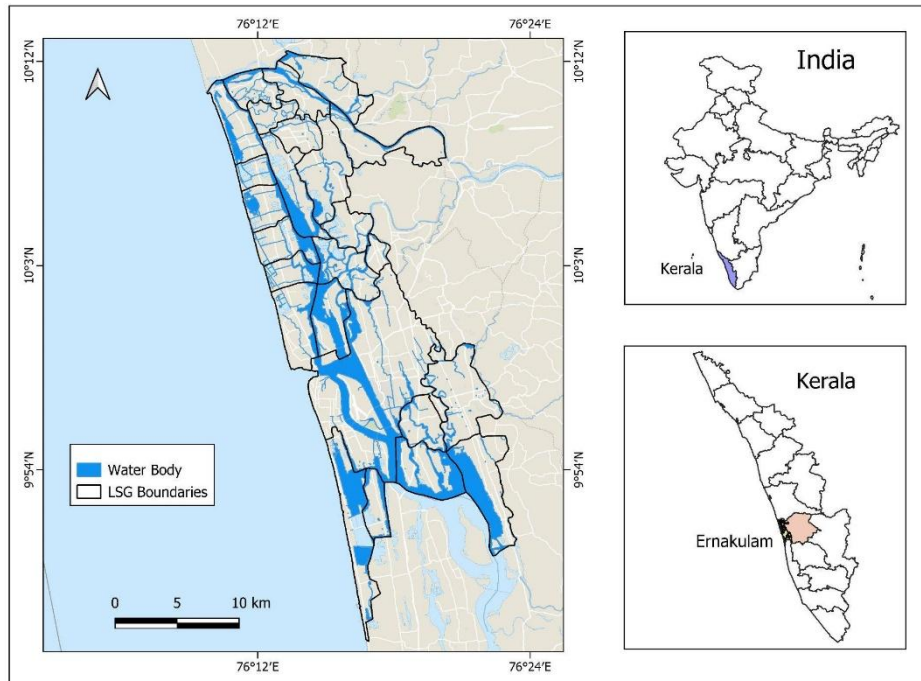 76°12'E
76°24'E
10°12'N
10°12'N
10°3'N
10°3'N
9°54'N
9°54'N
Water Body
LSG Boundaries
0 5 10 km
76°12'E
76°24'E
India
Kerala
Kerala
Ernakulam